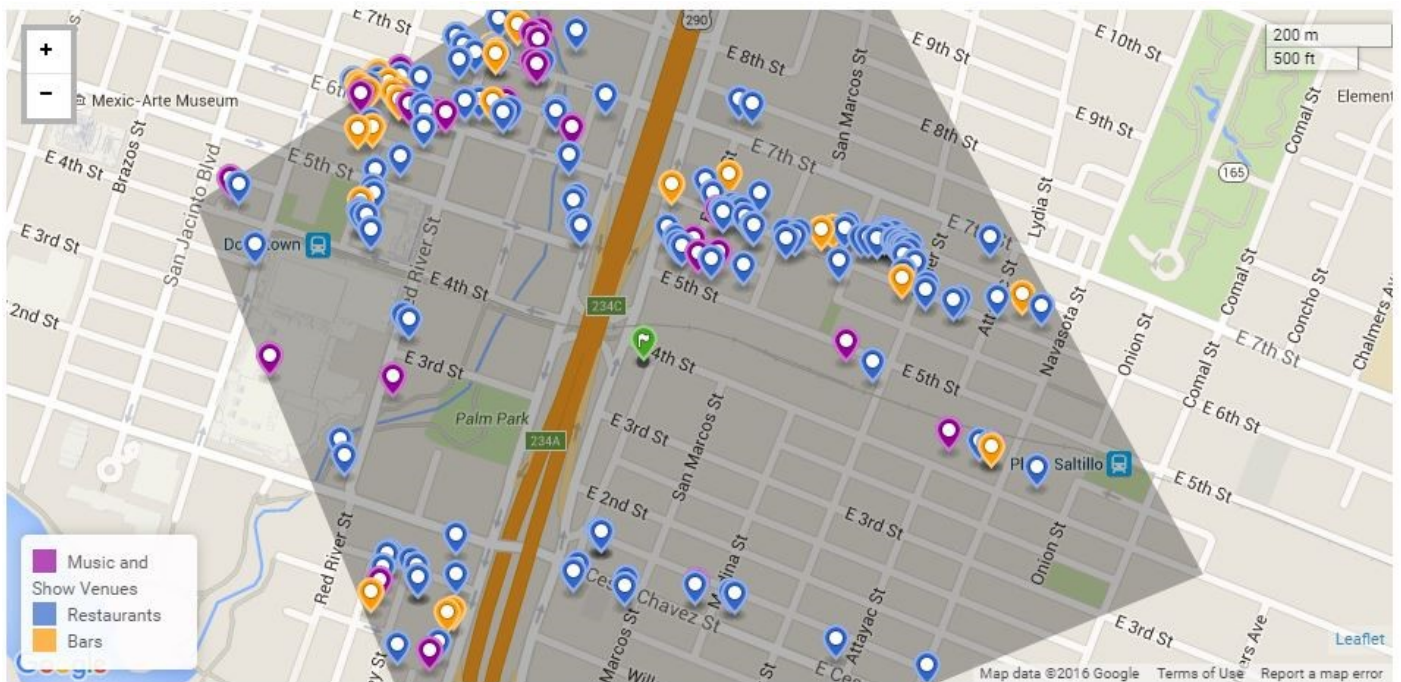 E 7th St
290
E 10th St
200 m
500 ft
+
E 9th St
E 8th St
San Marcos St
−
Mexic-Arte Museum
Comal St
E 9th St
E 8th St
E 7th St
165
E 5th St
E 4th St
Brazos St
San Jacinto Blvd
Lydia St
E 3rd St
Red River St
E 4th St
E 5th St
234C
Navasota St
Onion St
Comal St
Concho St
Chalmers Av
E 7th St
2nd St
E 3rd St
4th St
E 5th St
E 6th St
Palm Park
Comal St
234A
E 3rd St
San Marcos St
Saltillo
E 5th St
E 2nd St
E 3rd St
Red River St
Onion St
Music and
Show Venues
Restaurants
Bars
Medina St
Chavez St
Attayac St
E 3rd St
Marcos St
Leaflet
Google
Map data ©2016 Google
Terms of Use
Report a map error